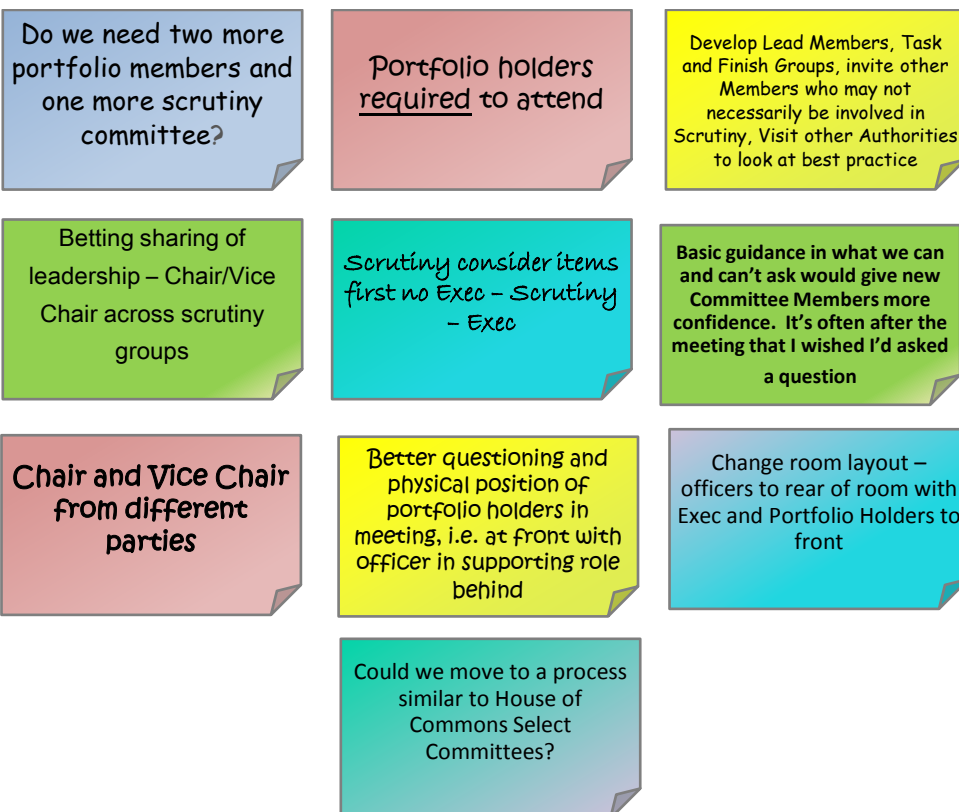 Do we need two more
portfolio members and
one more scrutiny
committee?
Portfolio holders
required to attend
Develop Lead Members, Task
and Finish Groups, invite other
Members who may not
necessarily be involved in
Scrutiny, Visit other Authorities
to look at best practice
Betting sharing of
leadership – Chair/Vice
Chair across scrutiny
groups
Scrutiny consider items
first no Exec – Scrutiny
– Exec
Basic guidance in what we can
and can't ask would give new
Committee Members more
confidence. It's often after the
meeting that I wished I'd asked
a question
Chair and Vice Chair
from different
parties
Better questioning and
physical position of
portfolio holders in
meeting, i.e. at front with
officer in supporting role
behind
Change room layout –
officers to rear of room with
Exec and Portfolio Holders to
front
Could we move to a process
similar to House of
Commons Select
Committees?